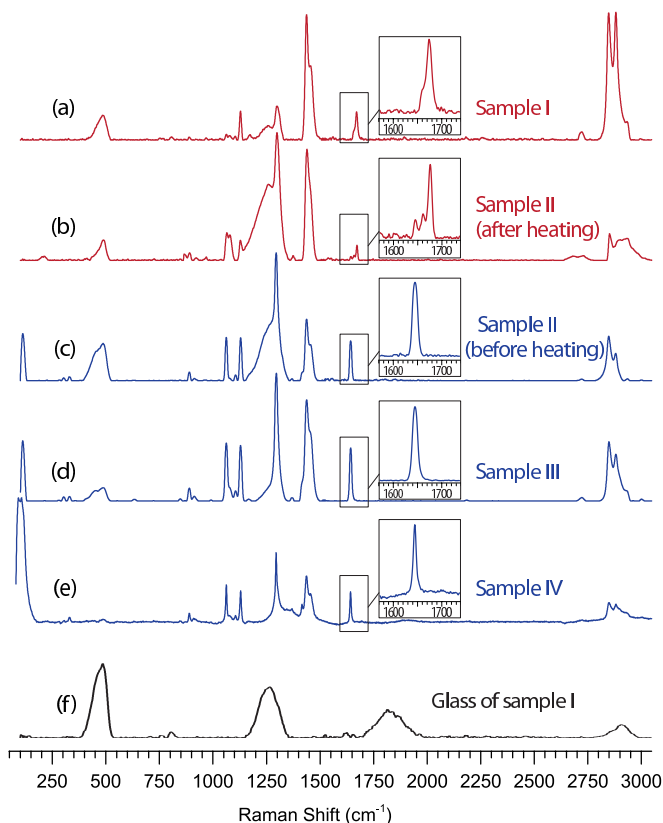 (a)
1600 1700
Sample I
(b)
1600 1700
Sample II
(after heating)
(c)
1600 1700
Sample II
(before heating)
(d)
1600 1700
Sample III
(e)
1600 1700
Sample IV
(f)
Glass of sample I
250 500 750 1000 1250 1500 1750 2000 2250 2500 2750 3000
Raman Shift (cm⁻¹)